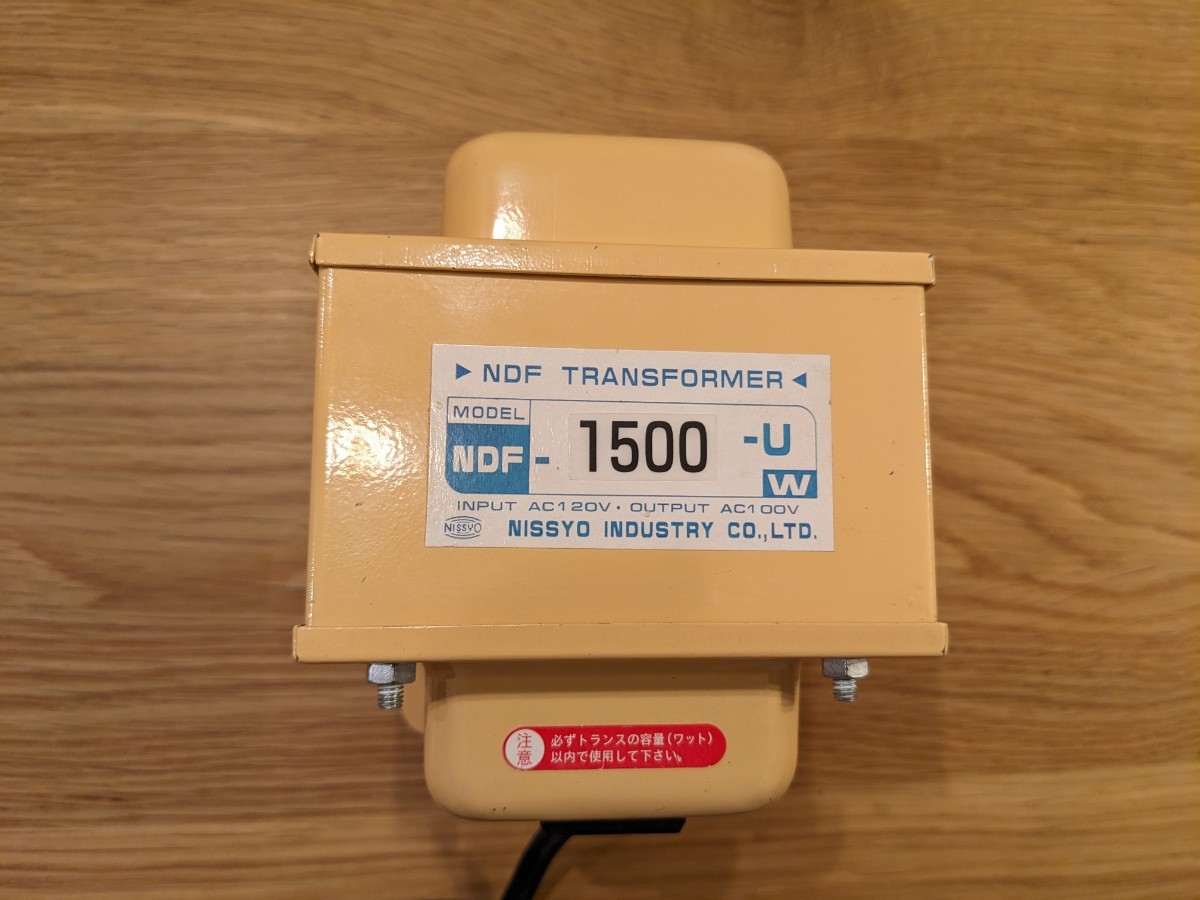 ▶ NDF TRANSFORMER ◀
MODEL
NDF - 1500 -U
W
INPUT AC120V・OUTPUT AC100V
NISSYO NISSYO INDUSTRY CO.,LTD.
注意
必ずトランスの容量(ワット)
以内で使用して下さい。